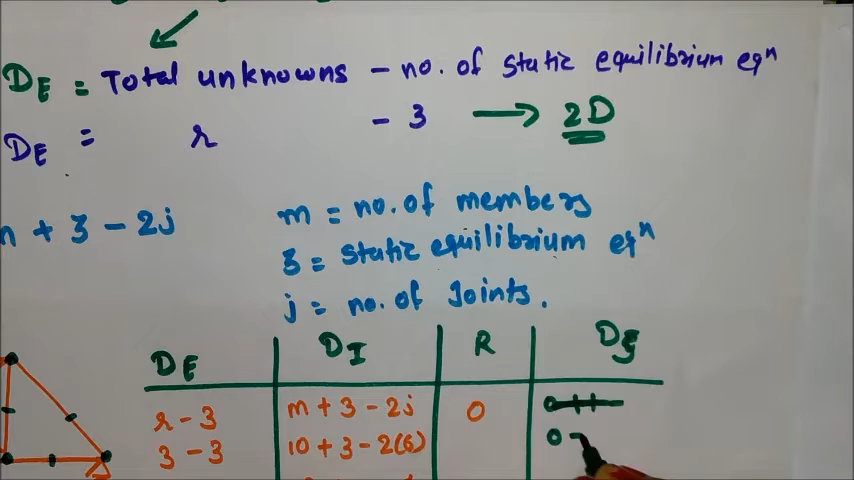 DE = Total unknowns - no. of static equilibrium eqn
DE = r - 3 → 2D
+ 3 - 2j
m = no. of members
3 = static equilibrium eqn
j = no. of Joints.
DE DI R DS
r - 3 m + 3 - 2j 0
3 - 3 10 + 3 - 2(6) 0